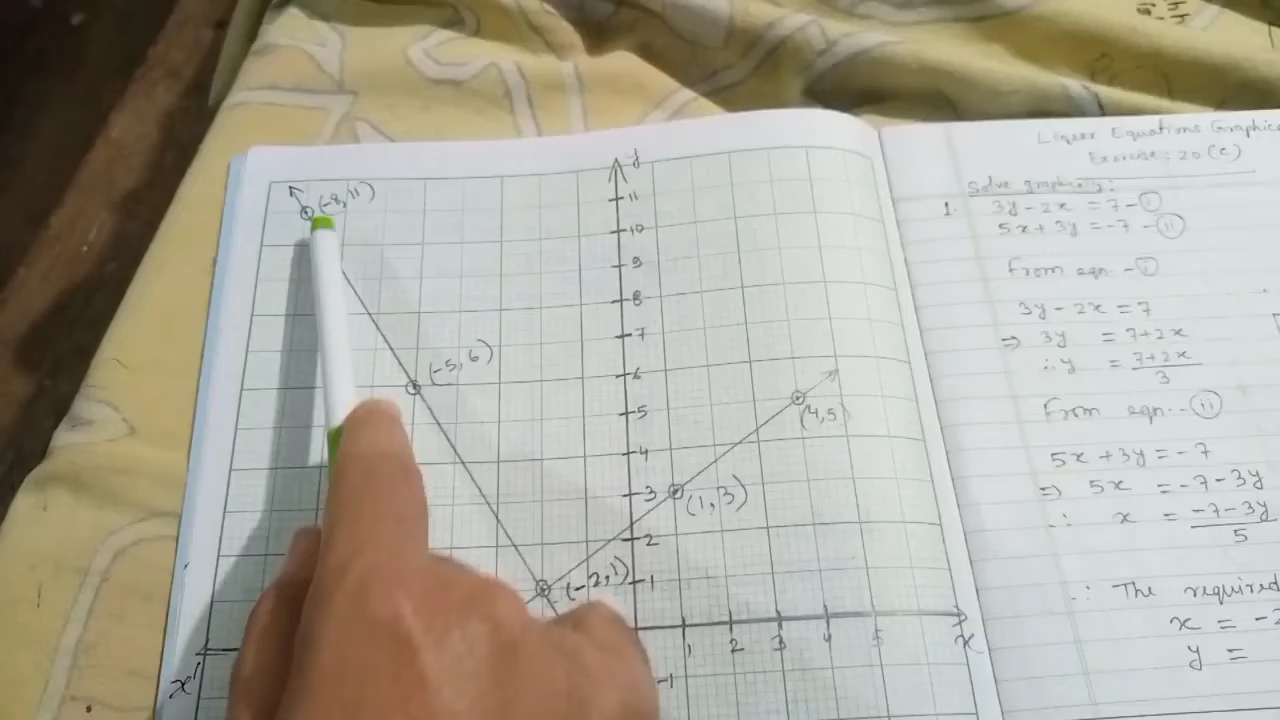 y
(-8,11)
11
10
9
8
7
6
(-5,6)
5
(4,5)
4
3
(1,3)
2
(-2,1)
1
1 2 3 4 5
x
x'
-1
Linear Equations Graphica
Exercise: 20 (c)
Solve graphically:
1. 3y - 2x = 7 - (i)
5x + 3y = -7 - (ii)
From eqn - (i)
3y - 2x = 7
⇒ 3y = 7+2x
∴ y = 7+2x
3
From eqn.. (ii)
5x + 3y = -7
⇒ 5x = -7 - 3y
∴ x = -7 - 3y
5
∴ The required
x = -2
y =